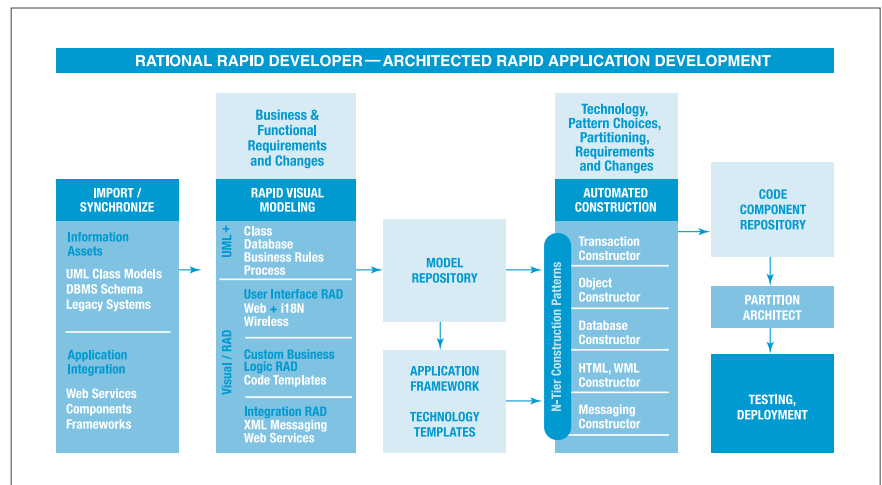 RATIONAL RAPID DEVELOPER—ARCHITECTED RAPID APPLICATION DEVELOPMENT
IMPORT /
SYNCHRONIZE
Information
Assets
UML Class Models
DBMS Schema
Legacy Systems
Application
Integration
Web Services
Components
Frameworks
Business &
Functional
Requirements
and Changes
RAPID VISUAL
MODELING
UML +
Class
Database
Business Rules
Process
Visual / RAD
User Interface RAD
Web + i18N
Wireless
Custom Business
Logic RAD
Code Templates
Integration RAD
XML Messaging
Web Services
MODEL
REPOSITORY
APPLICATION
FRAMEWORK
TECHNOLOGY
TEMPLATES
Technology,
Pattern Choices,
Partitioning,
Requirements
and Changes
AUTOMATED
CONSTRUCTION
N-Tier Construction Patterns
Transaction
Constructor
Object
Constructor
Database
Constructor
HTML, WML
Constructor
Messaging
Constructor
CODE
COMPONENT
REPOSITORY
PARTITION
ARCHITECT
TESTING,
DEPLOYMENT